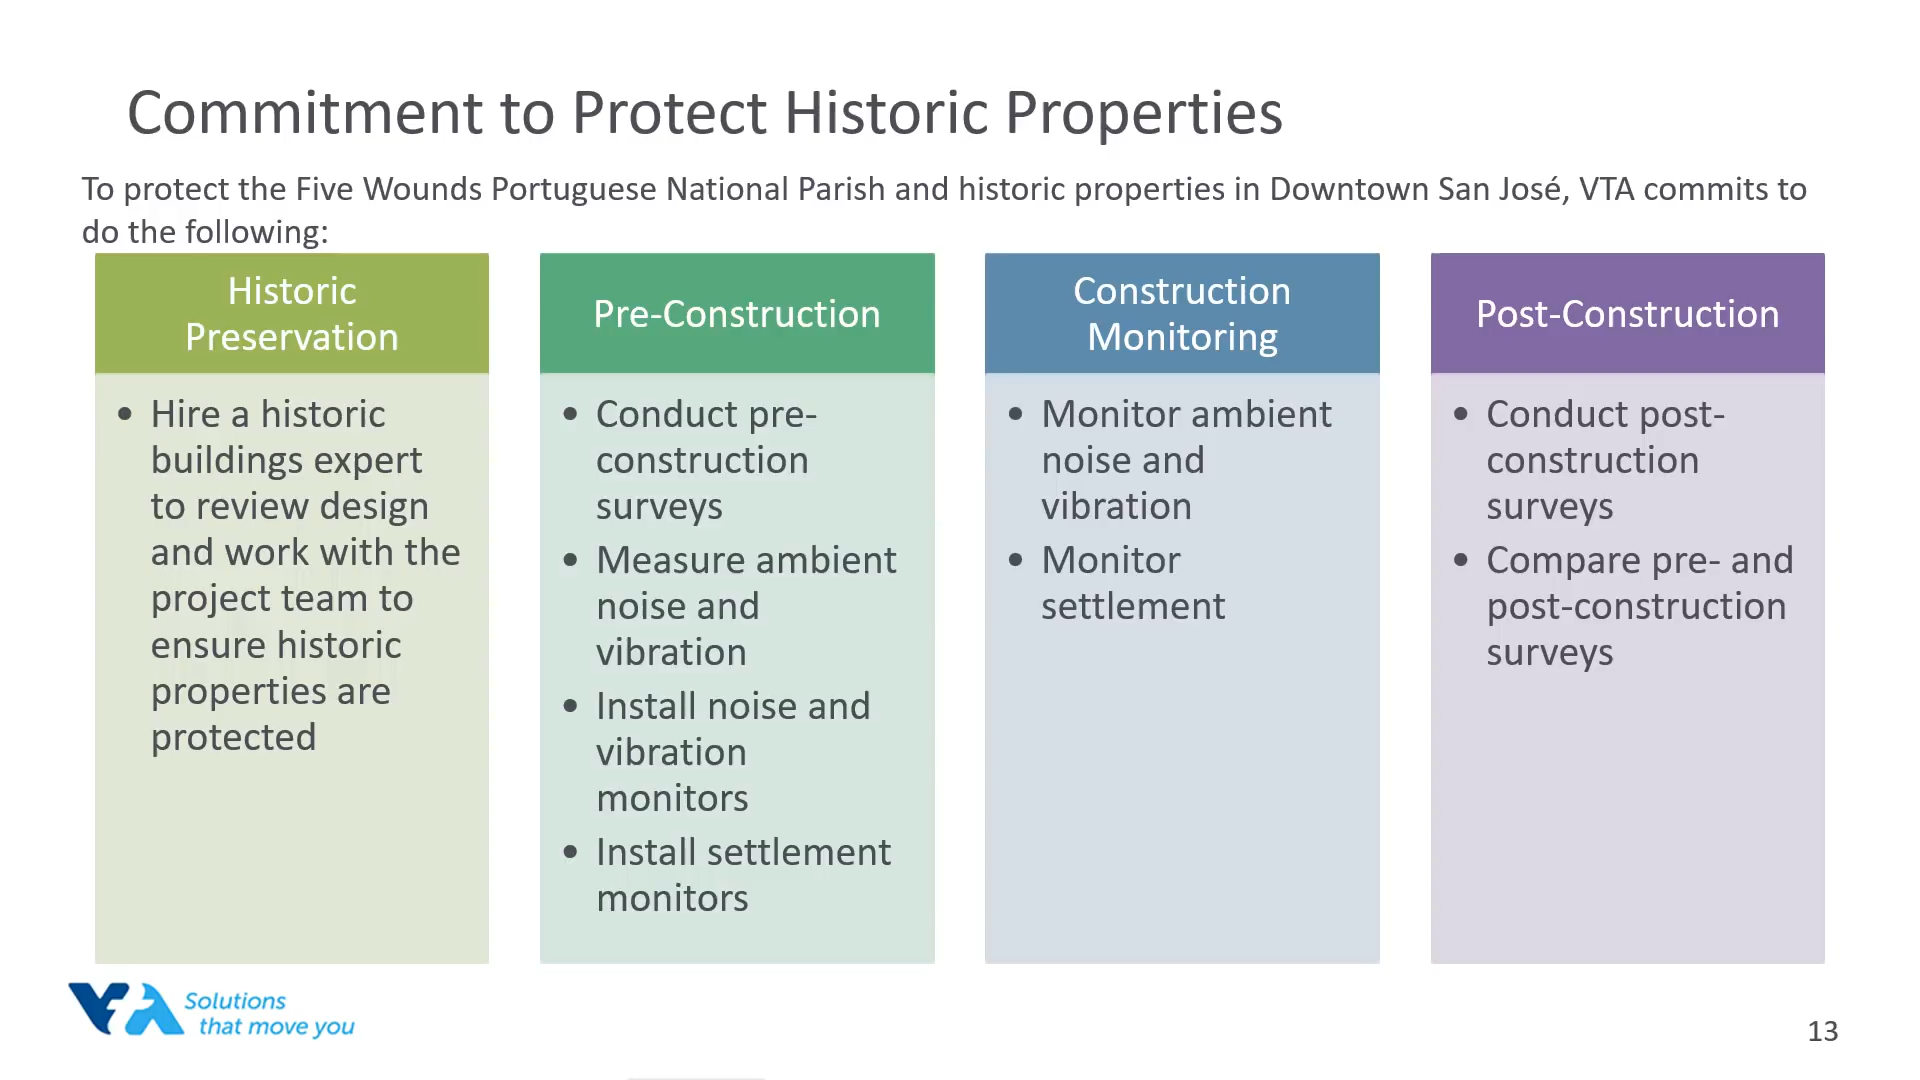 Commitment to Protect Historic Properties
To protect the Five Wounds Portuguese National Parish and historic properties in Downtown San José, VTA commits to
do the following:
Historic
Preservation
• Hire a historic
buildings expert
to review design
and work with the
project team to
ensure historic
properties are
protected
Pre-Construction
• Conduct pre-
construction
surveys
• Measure ambient
noise and
vibration
• Install noise and
vibration
monitors
• Install settlement
monitors
Construction
Monitoring
• Monitor ambient
noise and
vibration
• Monitor
settlement
Post-Construction
• Conduct post-
construction
surveys
• Compare pre- and
post-construction
surveys
VTA
Solutions
that move you
13